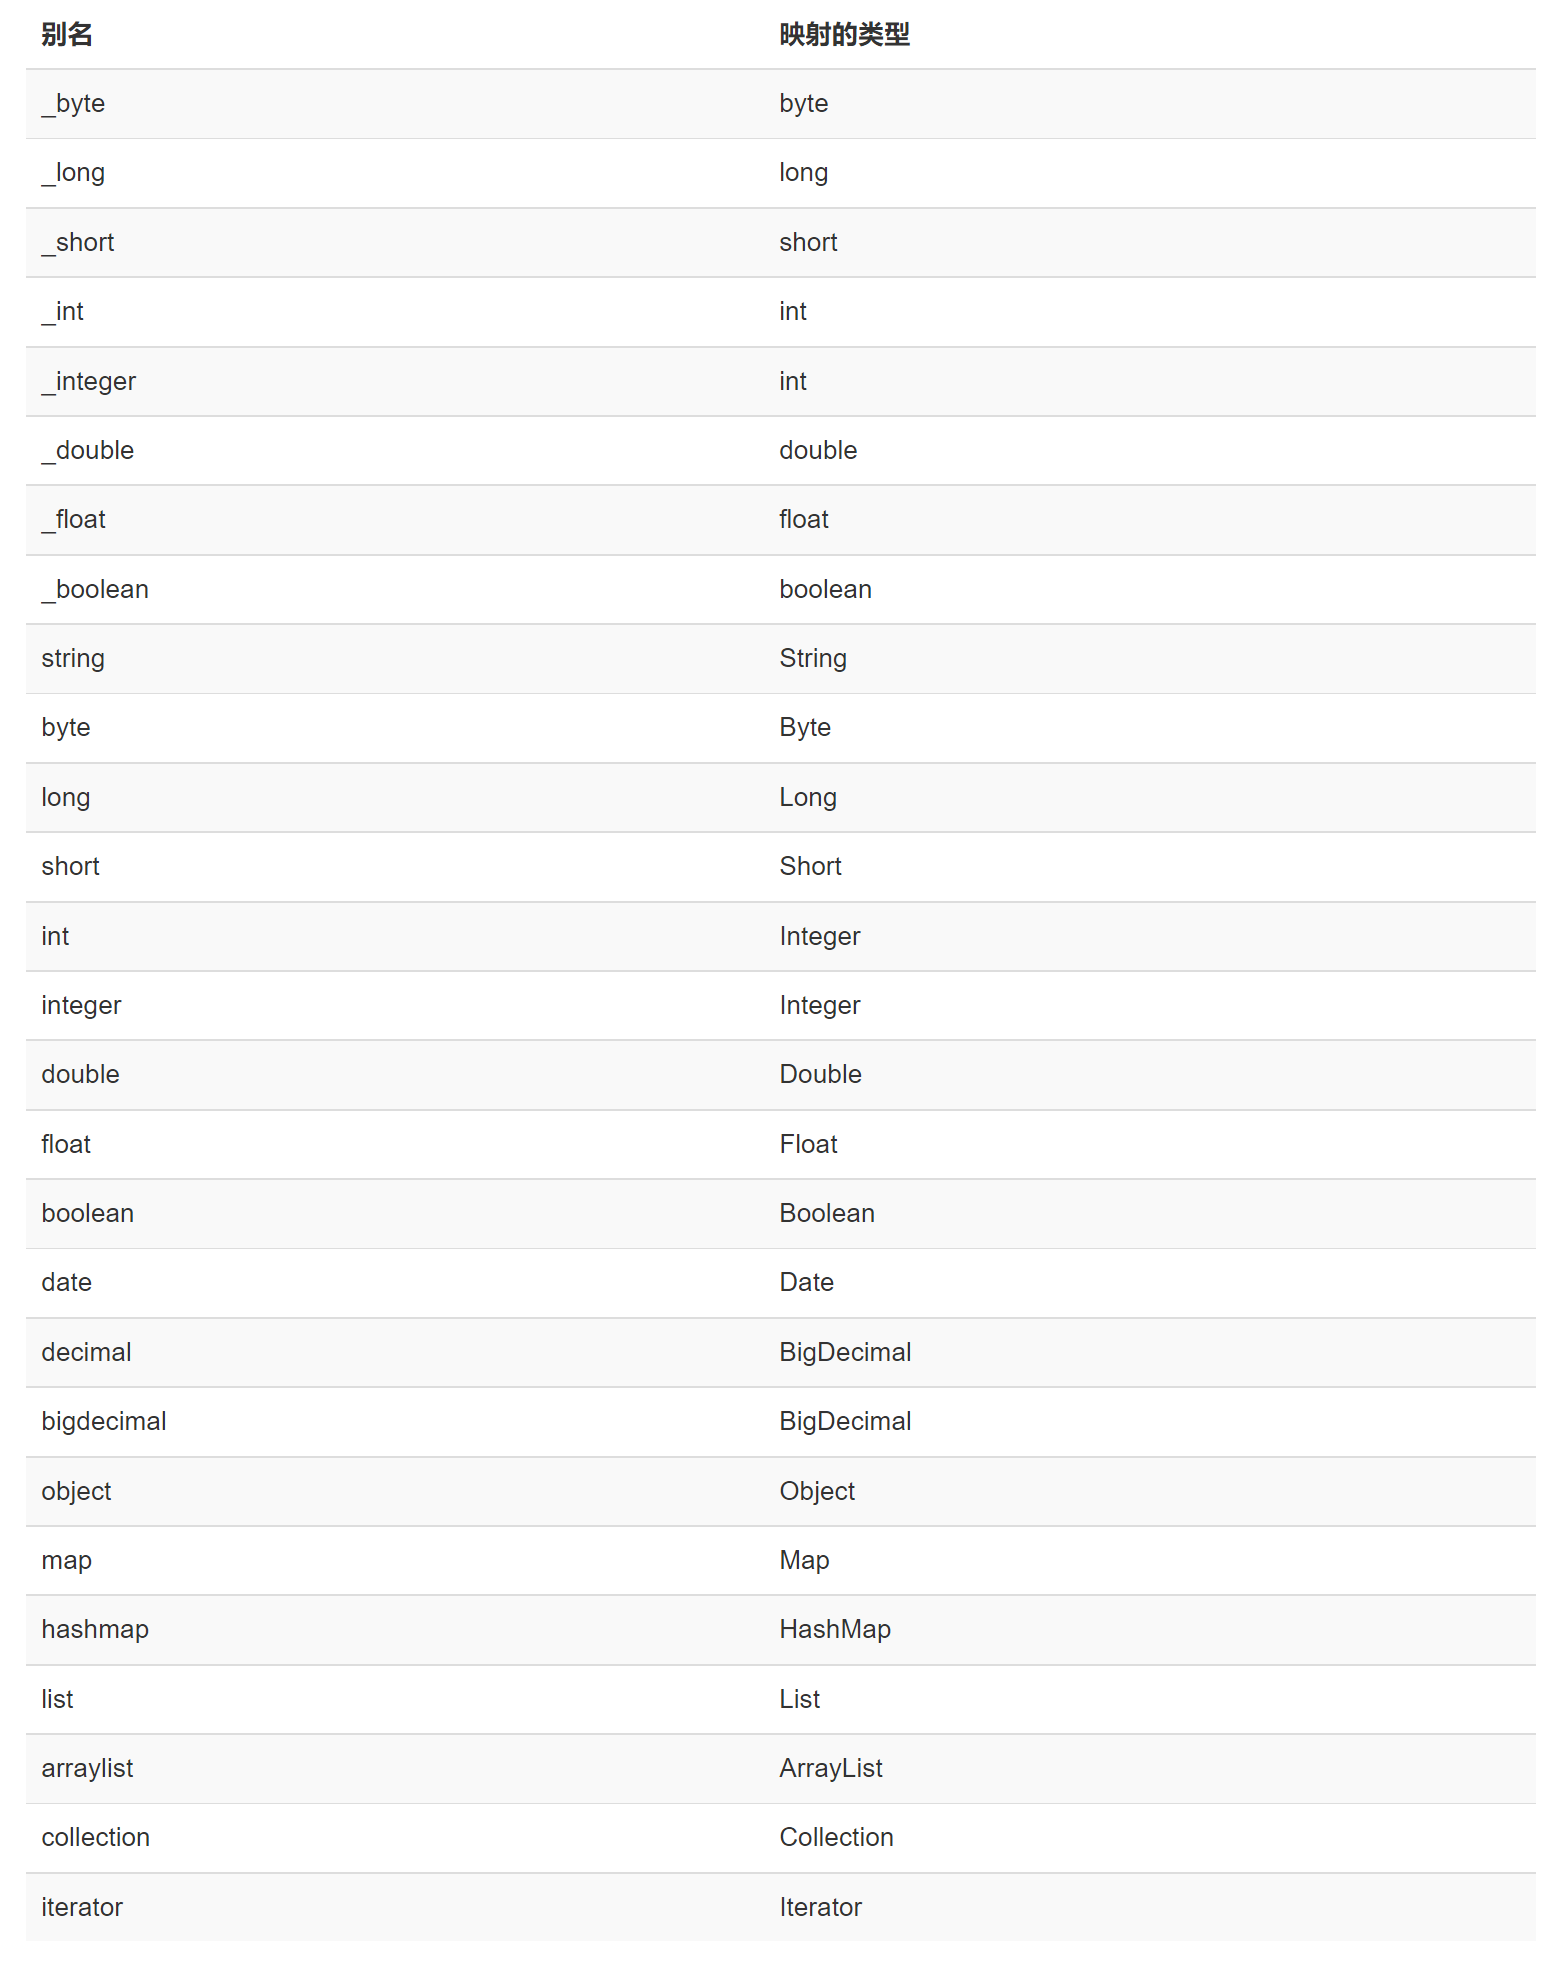 别名 映射的类型
_byte byte
_long long
_short short
_int int
_integer int
_double double
_float float
_boolean boolean
string String
byte Byte
long Long
short Short
int Integer
integer Integer
double Double
float Float
boolean Boolean
date Date
decimal BigDecimal
bigdecimal BigDecimal
object Object
map Map
hashmap HashMap
list List
arraylist ArrayList
collection Collection
iterator Iterator